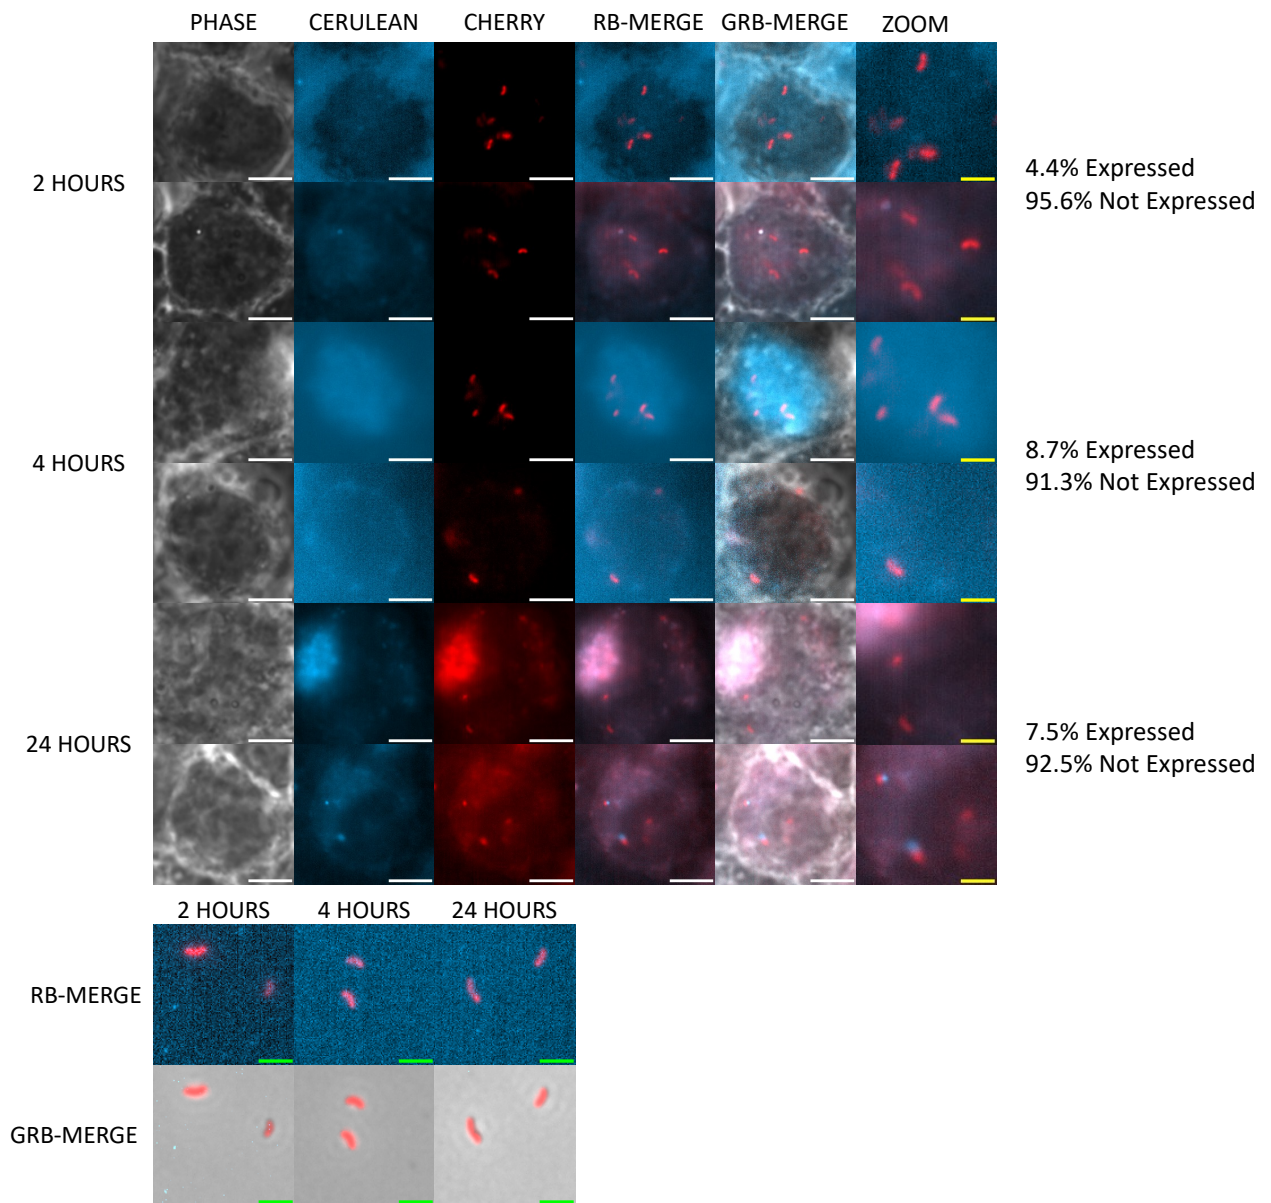 PHASE CERULEAN CHERRY RB-MERGE GRB-MERGE ZOOM
2 HOURS
4.4% Expressed
95.6% Not Expressed
4 HOURS
8.7% Expressed
91.3% Not Expressed
24 HOURS
7.5% Expressed
92.5% Not Expressed
2 HOURS 4 HOURS 24 HOURS
RB-MERGE
GRB-MERGE